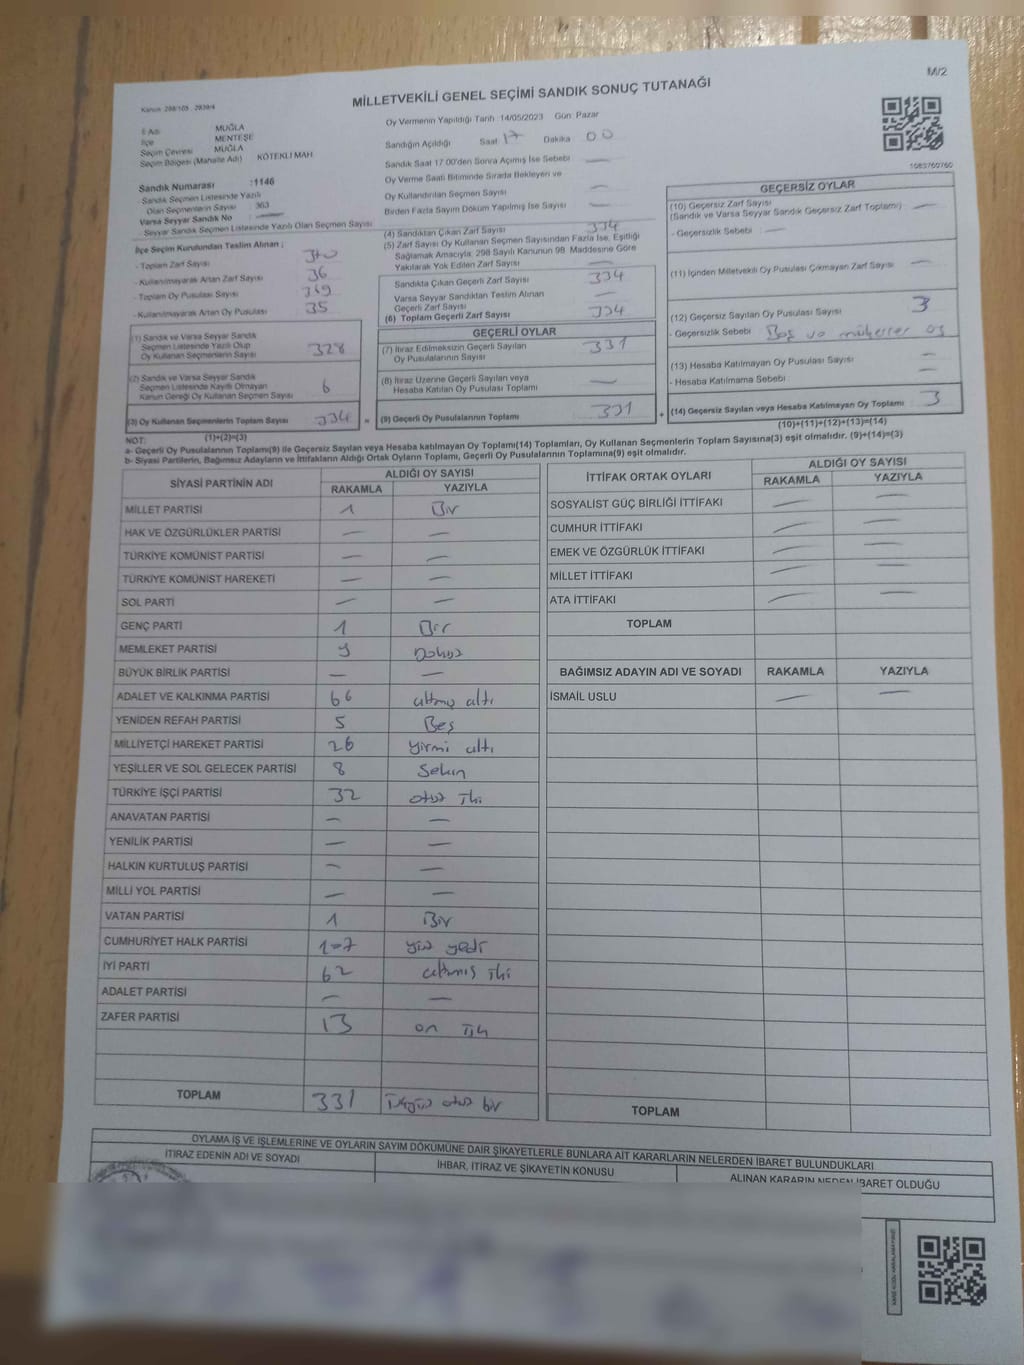 M/2
Kanun 298/105 . 2839/4
MİLLETVEKİLİ GENEL SEÇİMİ SANDIK SONUÇ TUTANAĞI
İl Adı MUĞLA
İlçe MENTEŞE
Seçim Çevresi MUĞLA
Seçim Bölgesi (Mahalle Adı) KÖTEKLİ MAH
Sandık Numarası :1146
Sandık Seçmen Listesinde Yazılı
Olan Seçmenlerin Sayısı : 363
Varsa Seyyar Sandık No : —
Seyyar Sandık Seçmen Listesinde Yazılı Olan Seçmen Sayısı
İlçe Seçim Kurulundan Teslim Alınan :
- Toplam Zarf Sayısı 370
- Kullanılmayarak Artan Zarf Sayısı 36
- Toplam Oy Pusulası Sayısı 369
- Kullanılmayarak Artan Oy Pusulası 35
(1) Sandık ve Varsa Seyyar Sandık
Seçmen Listesinde Yazılı Olup
Oy Kullanan Seçmenlerin Sayısı 328
(2) Sandık ve Varsa Seyyar Sandık
Seçmen Listesinde Kayıtlı Olmayan
Kanun Gereği Oy Kullanan Seçmen Sayısı 6
(3) Oy Kullanan Seçmenlerin Toplam Sayısı 334 =
(1)+(2)=(3)
Oy Vermenin Yapıldığı Tarih 14/05/2023 Gün Pazar
Sandığın Açıldığı Saat 17 Dakika 00
Sandık Saat 17.00'den Sonra Açılmış İse Sebebi —
Oy Verme Saati Bitiminde Sırada Bekleyen ve
Oy Kullandırılan Seçmen Sayısı —
Birden Fazla Sayım Döküm Yapılmış İse Sayısı —
(4) Sandıktan Çıkan Zarf Sayısı 334
(5) Zarf Sayısı Oy Kullanan Seçmen Sayısından Fazla İse, Eşitliği
Sağlamak Amacıyla; 298 Sayılı Kanunun 98. Maddesine Göre
Yakılarak Yok Edilen Zarf Sayısı —
Sandıkta Çıkan Geçerli Zarf Sayısı 334
Varsa Seyyar Sandıktan Teslim Alınan
Geçerli Zarf Sayısı —
(6) Toplam Geçerli Zarf Sayısı 334
GEÇERLİ OYLAR
(7) İtiraz Edilmeksizin Geçerli Sayılan
Oy Pusulalarının Sayısı 331
(8) İtiraz Üzerine Geçerli Sayılan veya
Hesaba Katılan Oy Pusulası Toplamı —
(9) Geçerli Oy Pusulalarının Toplamı 331 +
1083760760
GEÇERSİZ OYLAR
(10) Geçersiz Zarf Sayısı —
(Sandık ve Varsa Seyyar Sandık Geçersiz Zarf Toplamı)
- Geçersizlik Sebebi : —
(11) İçinden Milletvekili Oy Pusulası Çıkmayan Zarf Sayısı —
(12) Geçersiz Sayılan Oy Pusulası Sayısı 3
- Geçersizlik Sebebi : Boş ve mükerrer oy
(13) Hesaba Katılmayan Oy Pusulası Sayısı —
- Hesaba Katılmama Sebebi : —
(14) Geçersiz Sayılan veya Hesaba Katılmayan Oy Toplamı 3
(10)+(11)+(12)+(13)=(14)
NOT:
a- Geçerli Oy Pusulalarının Toplamı(9) ile Geçersiz Sayılan veya Hesaba katılmayan Oy Toplamı(14) Toplamları, Oy Kullanan Seçmenlerin Toplam Sayısına(3) eşit olmalıdır. (9)+(14)=(3)
b- Siyasi Partilerin, Bağımsız Adayların ve İttifakların Aldığı Ortak Oyların Toplamı, Geçerli Oy Pusulalarının Toplamına(9) eşit olmalıdır.
SİYASİ PARTİNİN ADI ALDIĞI OY SAYISI
RAKAMLA YAZIYLA
MİLLET PARTİSİ 1 Bir
HAK VE ÖZGÜRLÜKLER PARTİSİ — —
TÜRKİYE KOMÜNİST PARTİSİ — —
TÜRKİYE KOMÜNİST HAREKETİ — —
SOL PARTİ — —
GENÇ PARTİ 1 Bir
MEMLEKET PARTİSİ 9 Dokuz
BÜYÜK BİRLİK PARTİSİ — —
ADALET VE KALKINMA PARTİSİ 66 altmış altı
YENİDEN REFAH PARTİSİ 5 Beş
MİLLİYETÇİ HAREKET PARTİSİ 26 yirmi altı
YEŞİLLER VE SOL GELECEK PARTİSİ 8 Sekiz
TÜRKİYE İŞÇİ PARTİSİ 32 otuz iki
ANAVATAN PARTİSİ — —
YENİLİK PARTİSİ — —
HALKIN KURTULUŞ PARTİSİ — —
MİLLİ YOL PARTİSİ — —
VATAN PARTİSİ 1 Bir
CUMHURİYET HALK PARTİSİ 107 yüz yedi
İYİ PARTİ 62 altmış iki
ADALET PARTİSİ — —
ZAFER PARTİSİ 13 on
TOPLAM 331 üçyüz otuz bir
İTTİFAK ORTAK OYLARI ALDIĞI OY SAYISI
RAKAMLA YAZIYLA
SOSYALİST GÜÇ BİRLİĞİ İTTİFAKI — —
CUMHUR İTTİFAKI — —
EMEK VE ÖZGÜRLÜK İTTİFAKI — —
MİLLET İTTİFAKI — —
ATA İTTİFAKI — —
TOPLAM
BAĞIMSIZ ADAYIN ADI VE SOYADI RAKAMLA YAZIYLA
İSMAİL USLU — —
TOPLAM
OYLAMA İŞ VE İŞLEMLERİNE VE OYLARIN SAYIM DÖKÜMÜNE DAİR ŞİKAYETLERLE BUNLARA AİT KARARLARIN NELERDEN İBARET BULUNDUKLARI
İTİRAZ EDENİN ADI VE SOYADI İHBAR, İTİRAZ VE ŞİKAYETİN KONUSU ALINAN KARARIN NEDEN İBARET OLDUĞU